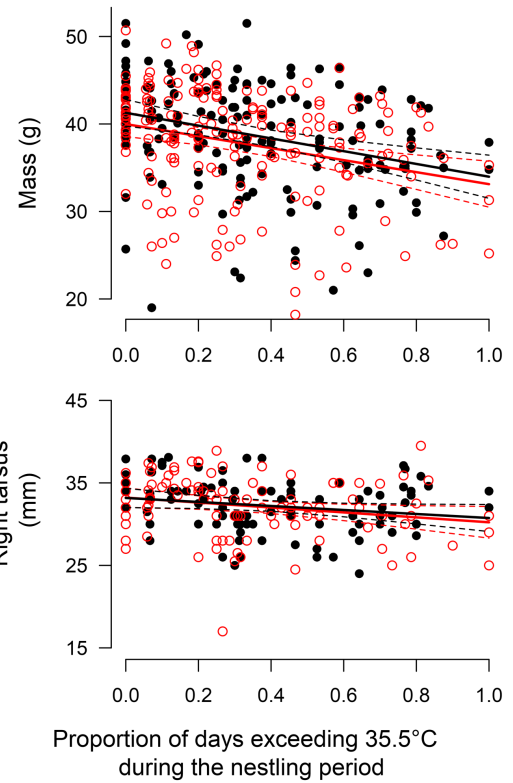 Mass (g)
50
40
30
20
0.0 0.2 0.4 0.6 0.8 1.0
Right tarsus
(mm)
45
35
25
15
0.0 0.2 0.4 0.6 0.8 1.0
Proportion of days exceeding 35.5°C
during the nestling period